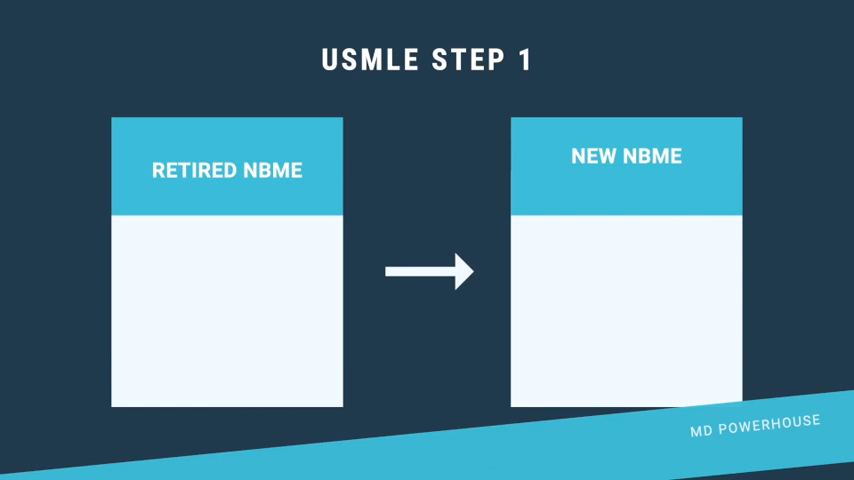 USMLE STEP 1
RETIRED NBME
NEW NBME
MD POWERHOUSE